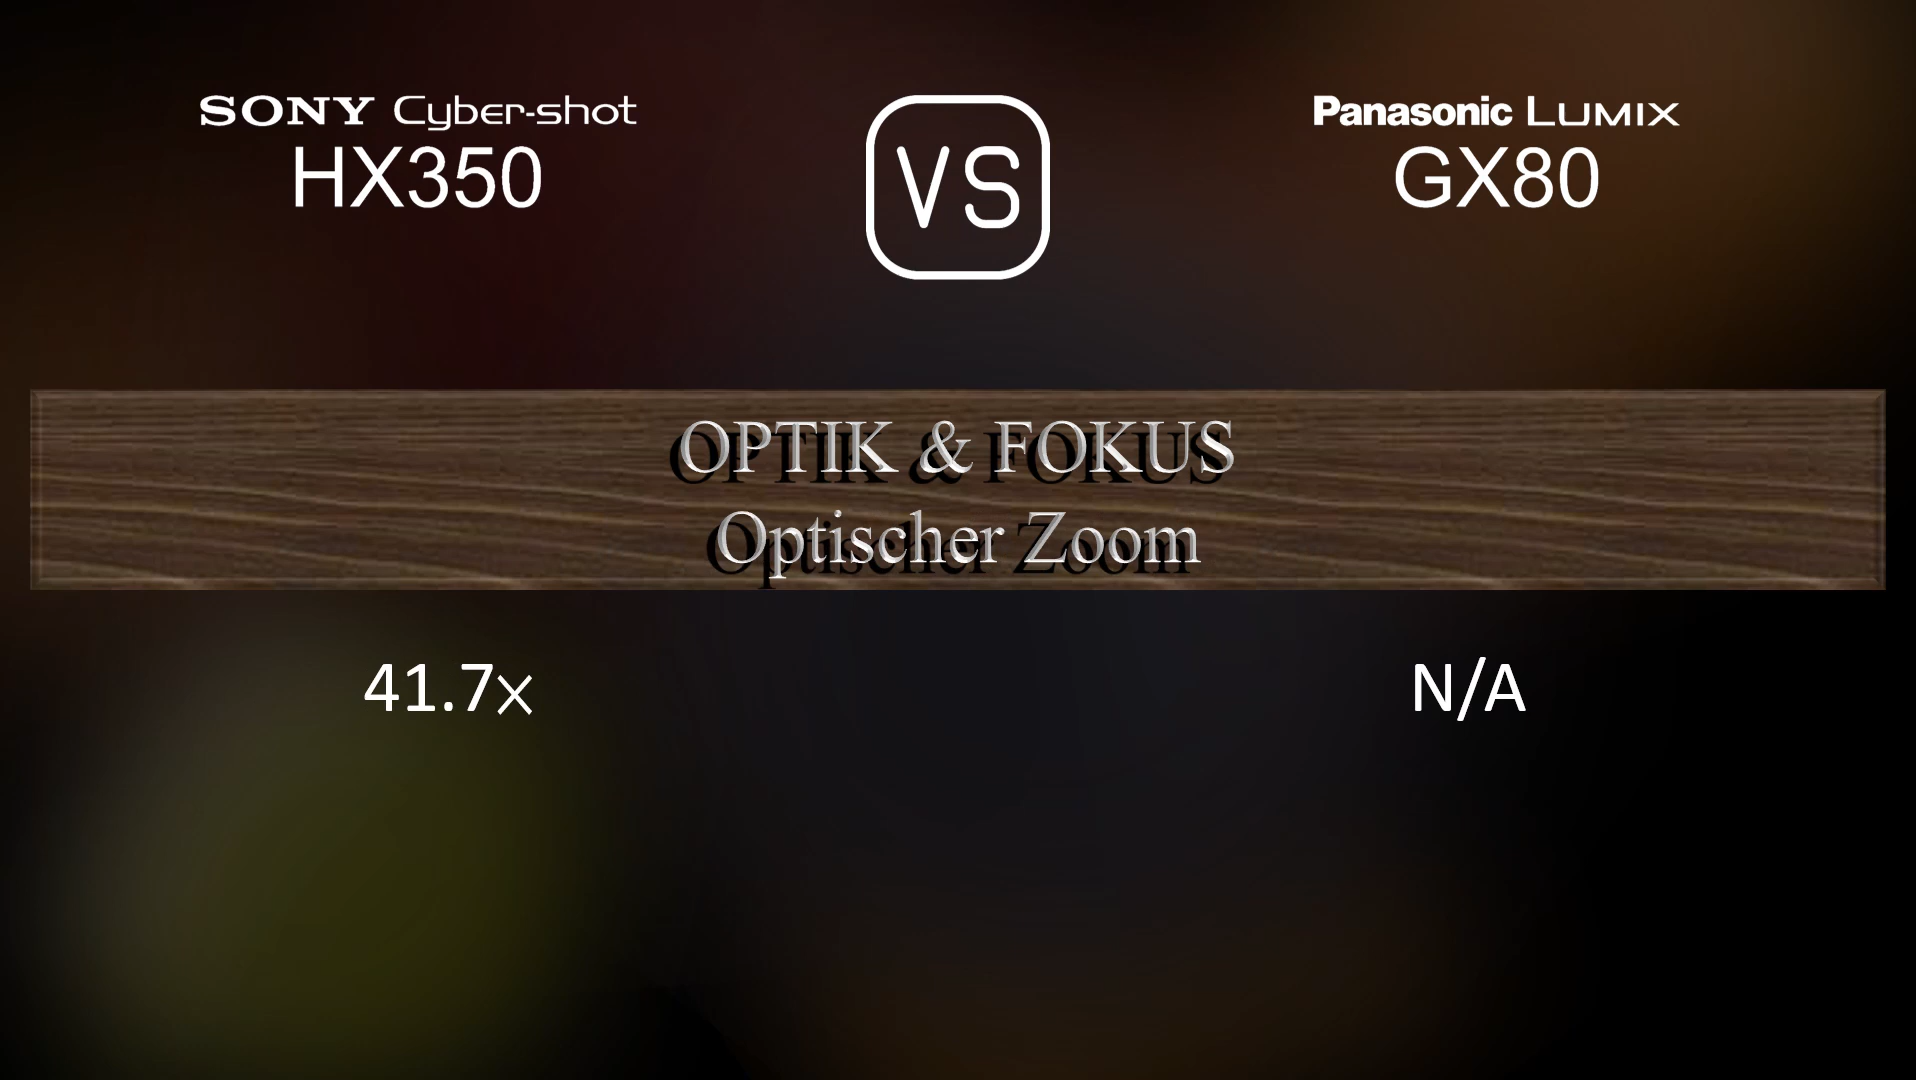 SONY Cyber-shot
HX350
VS
Panasonic LUMIX
GX80
OPTIK & FOKUS
Optischer Zoom
41.7x
N/A